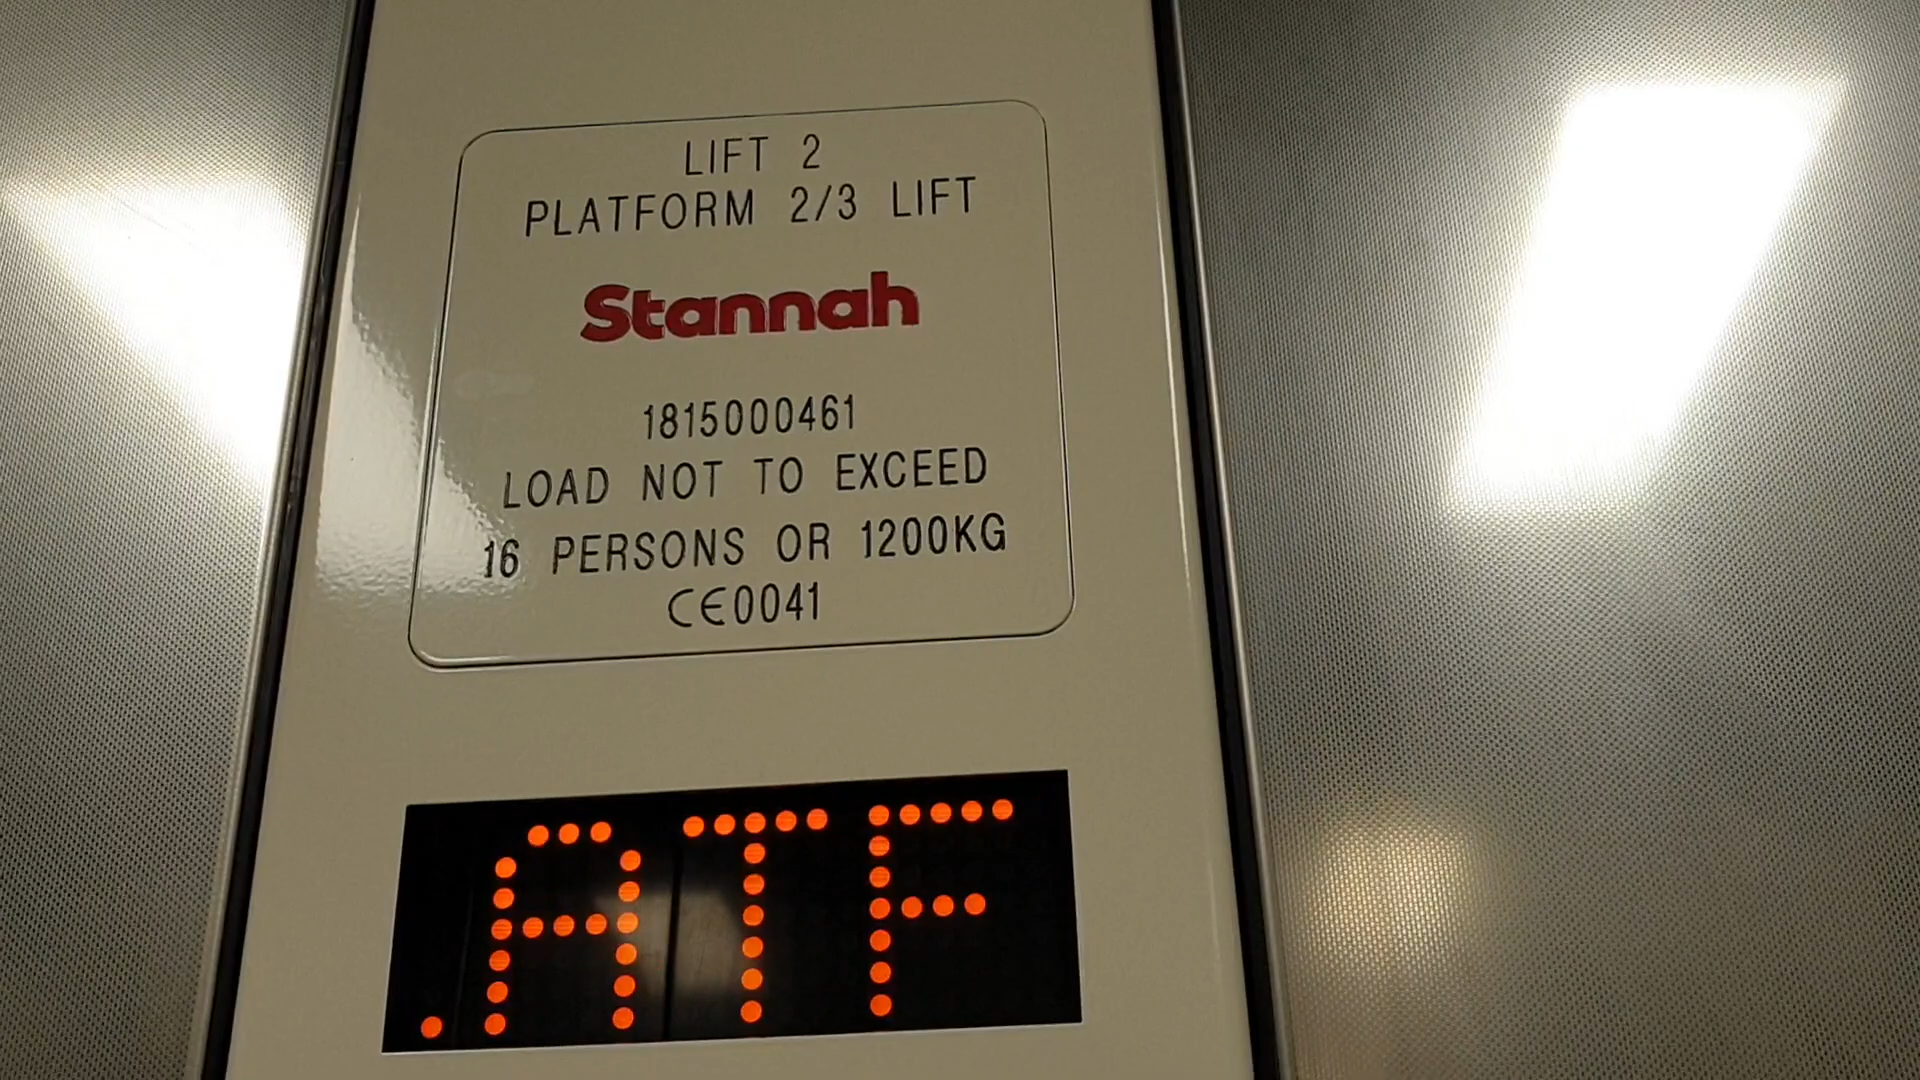 LIFT 2
PLATFORM 2/3 LIFT
Stannah
1815000461
LOAD NOT TO EXCEED
16 PERSONS OR 1200KG
CE0041
.ATF